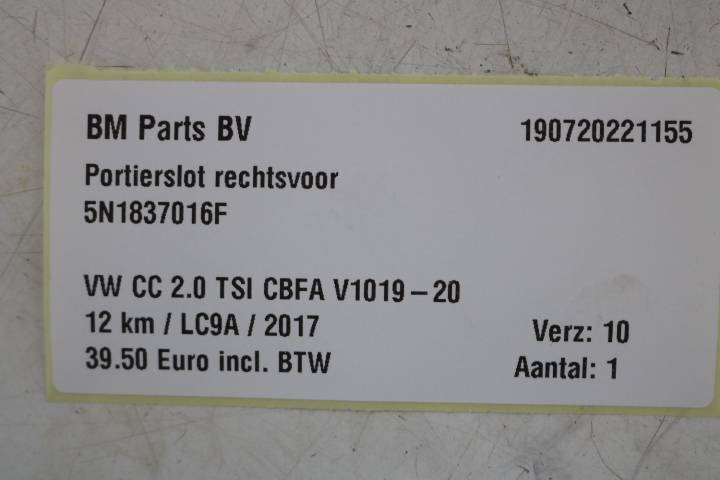 BM Parts BV 190720221155
Portierslot rechtsvoor
5N1837016F
VW CC 2.0 TSI CBFA V1019-20
12 km / LC9A / 2017 Verz: 10
39.50 Euro incl. BTW Aantal: 1